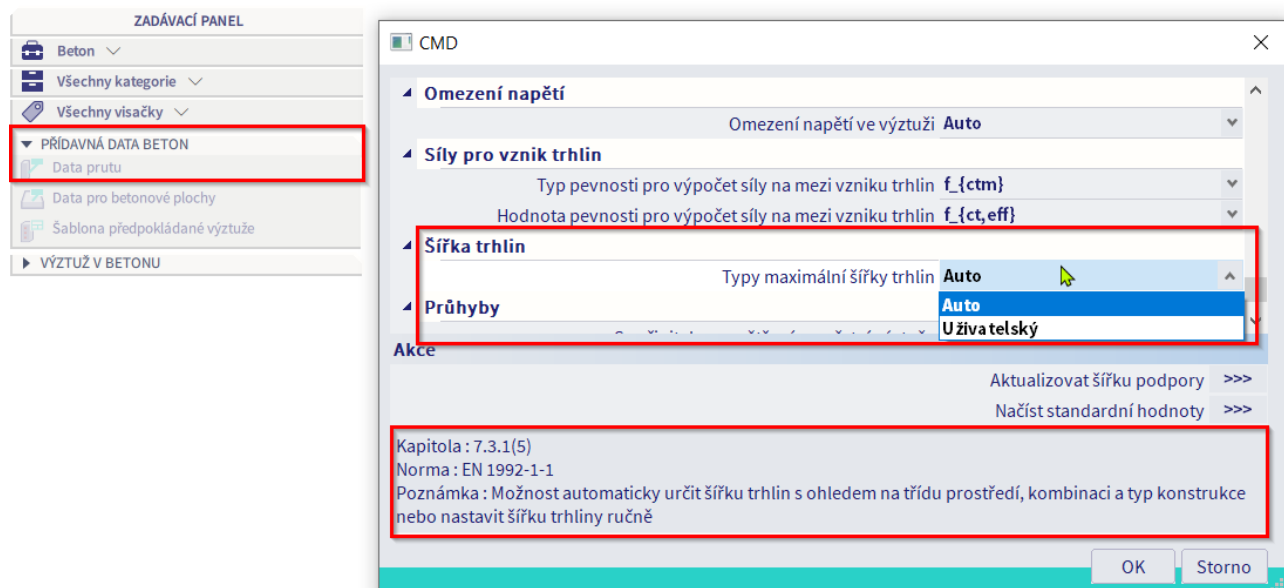 ZADÁVACÍ PANEL
Beton
Všechny kategorie
Všechny visačky
PŘÍDAVNÁ DATA BETON
Data prutu
Data pro betonové plochy
Šablona předpokládané výztuže
VÝZTUŽ V BETONU
CMD
Omezení napětí
Omezení napětí ve výztuži Auto
Síly pro vznik trhlin
Typ pevnosti pro výpočet síly na mezi vzniku trhlin f_{ctm}
Hodnota pevnosti pro výpočet síly na mezi vzniku trhlin f_{ct,eff}
Šířka trhlin
Typy maximální šířky trhlin Auto
Auto
Průhyby
Uživatelský
Akce
Aktualizovat šířku podpory >>>
Načíst standardní hodnoty >>>
Kapitola : 7.3.1(5)
Norma : EN 1992-1-1
Poznámka : Možnost automaticky určit šířku trhlin s ohledem na třídu prostředí, kombinaci a typ konstrukce
nebo nastavit šířku trhliny ručně
OK Storno